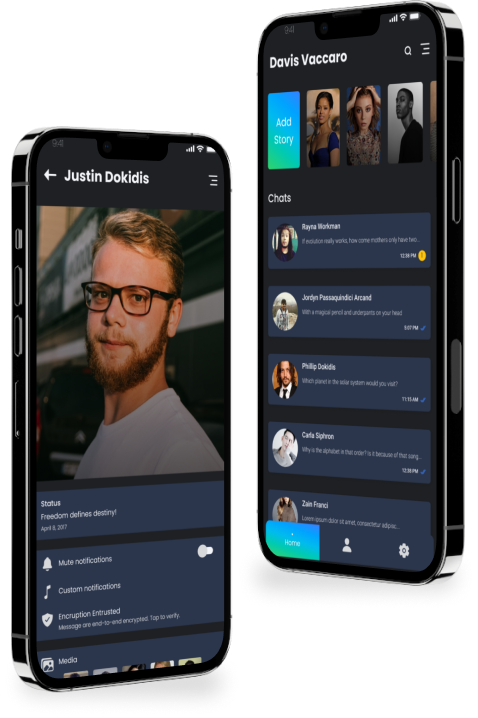 9:41
Justin Dokidis
Status
Freedom defines destiny!
April 8, 2017
Mute notifications
Custom notifications
Encruption Entrusted
Message are end-to-end encrypted. Tap to verify.
Media
9:41
Davis Vaccaro
Add
Story
Chats
Rayna Workman
If evolution really works, how come mothers only have two..
12:38 PM
Jordyn Passaquindici Arcand
With a magical pencil and underpants on your head
5:07 PM
Phillip Dokidis
Which planet in the solar system would you visit?
11:15 AM
Carla Siphron
Why is the alphabet in that order? Is it because of that song..
12:36 PM
Zain Franci
Lorem ipsum dolor sit amet, consectetur adipisc...
Home